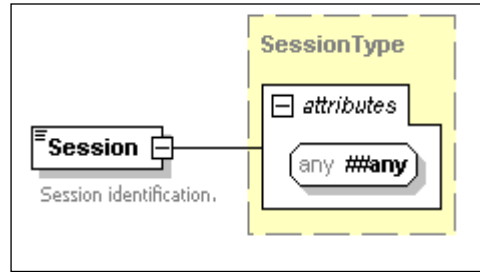 SessionType
attributes
Session
any ##any
Session identification.